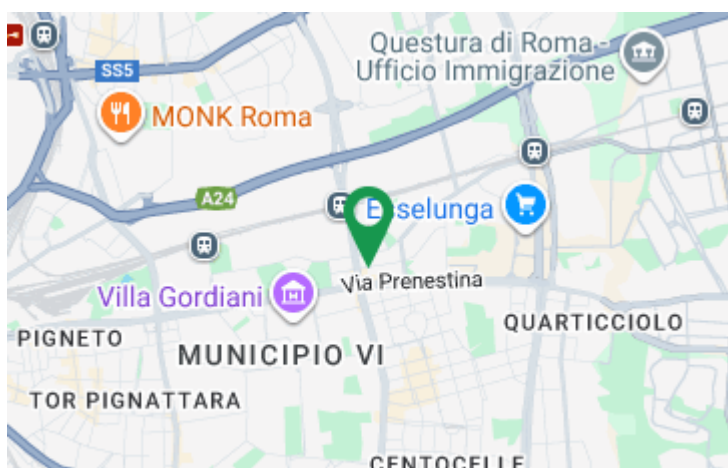 Questura di Roma -
Ufficio Immigrazione
SS5
MONK Roma
A24
Esselunga
Villa Gordiani
Via Prenestina
PIGNETO
QUARTICCIOLO
MUNICIPIO VI
TOR PIGNATTARA
CENTOCELLE